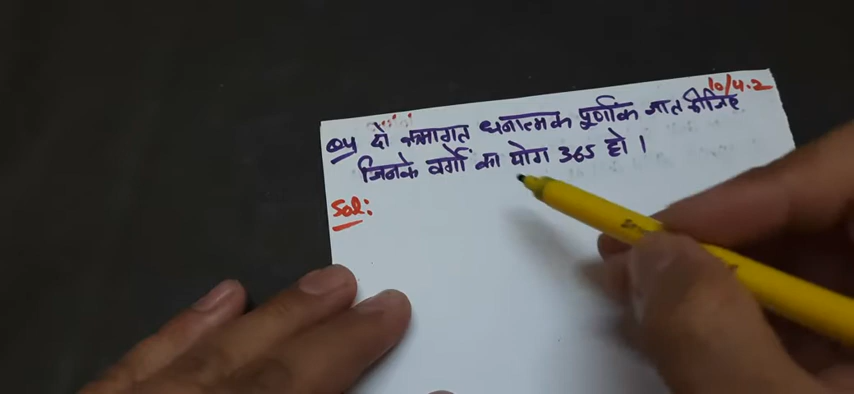 10/4.2
Q4 दो क्रमागत धनात्मक पूर्णांक ज्ञात कीजिए
जिनके वर्गों का योग 365 हो ।
Sol: